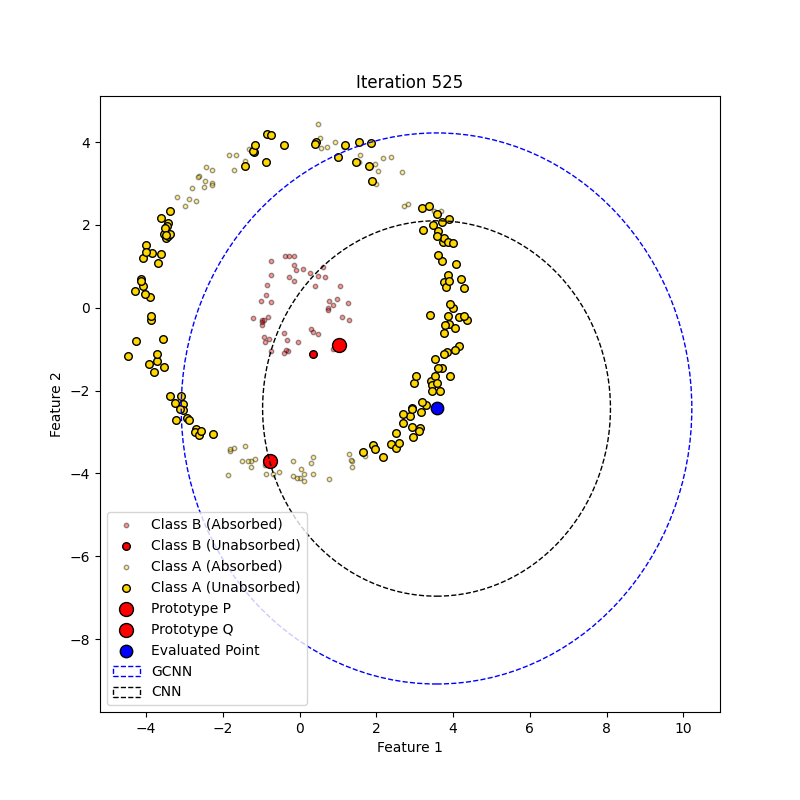 Iteration 525
Feature 2
4
2
0
−2
−4
−6
−8
Class B (Absorbed)
Class B (Unabsorbed)
Class A (Absorbed)
Class A (Unabsorbed)
Prototype P
Prototype Q
Evaluated Point
GCNN
CNN
−4 −2 0 2 4 6 8 10
Feature 1